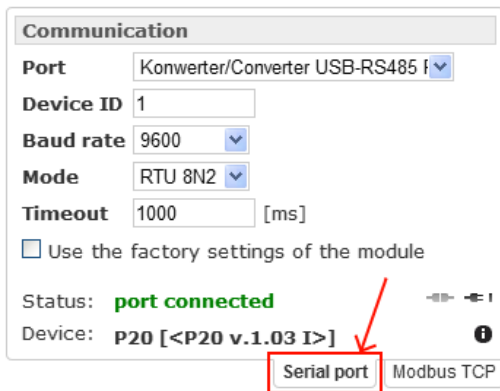 Communication
Port Konwerter/Converter USB-RS485
Device ID 1
Baud rate 9600
Mode RTU 8N2
Timeout 1000 [ms]
Use the factory settings of the module
Status: port connected
Device: P20 [<P20 v.1.03 I>]
Serial port Modbus TCP